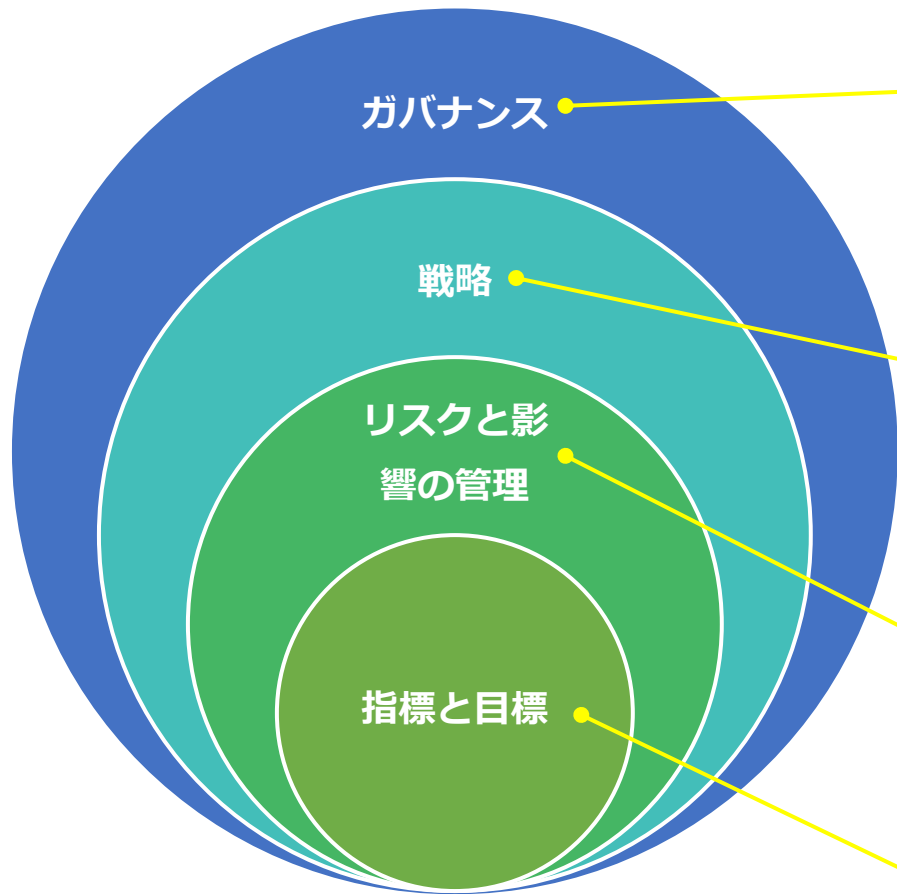 ガバナンス
戦略
リスクと影
響の管理
指標と目標